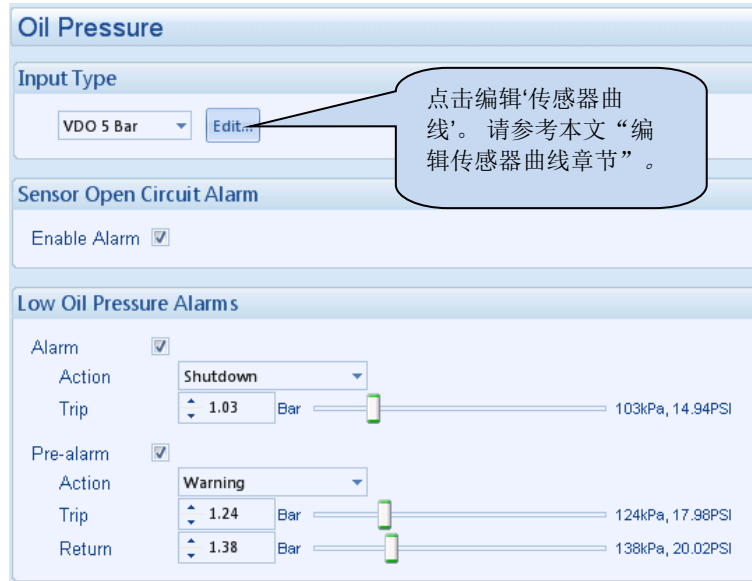 Oil Pressure
Input Type
VDO 5 Bar
Edit...
点击编辑‘传感器曲
线’。 请参考本文“编
辑传感器曲线章节”。
Sensor Open Circuit Alarm
Enable Alarm
Low Oil Pressure Alarms
Alarm
Action Shutdown
Trip 1.03 Bar 103kPa, 14.94PSI
Pre-alarm
Action Warning
Trip 1.24 Bar 124kPa, 17.98PSI
Return 1.38 Bar 138kPa, 20.02PSI